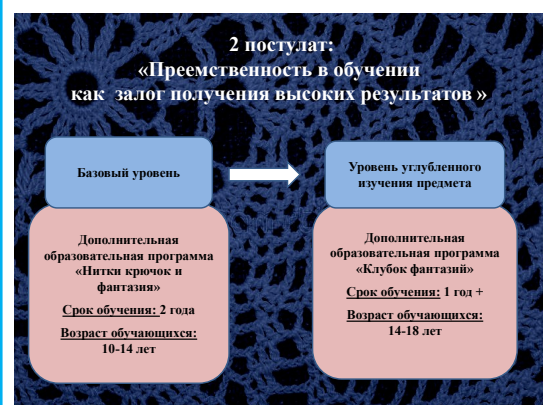 2 постулат:
«Преемственность в обучении
как залог получения высоких результатов »
Базовый уровень
Дополнительная
образовательная программа
«Нитки крючок и
фантазия»
Срок обучения: 2 года
Возраст обучающихся:
10-14 лет
Уровень углубленного
изучения предмета
Дополнительная
образовательная программа
«Клубок фантазий»
Срок обучения: 1 год +
Возраст обучающихся:
14-18 лет